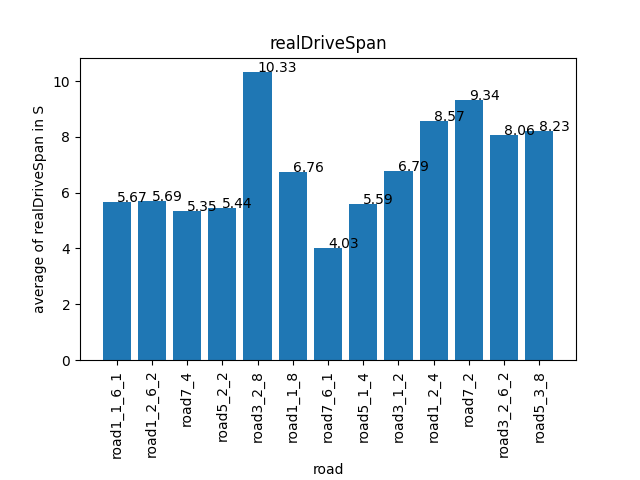 realDriveSpan
average of realDriveSpan in S
10
8
6
4
2
0
5.67
5.69
5.35
5.44
10.33
6.76
4.03
5.59
6.79
8.57
9.34
8.06
8.23
road1_1_6_1
road1_2_6_2
road7_4
road5_2_2
road3_2_8
road1_1_8
road7_6_1
road5_1_4
road3_1_2
road1_2_4
road7_2
road3_2_6_2
road5_3_8
road